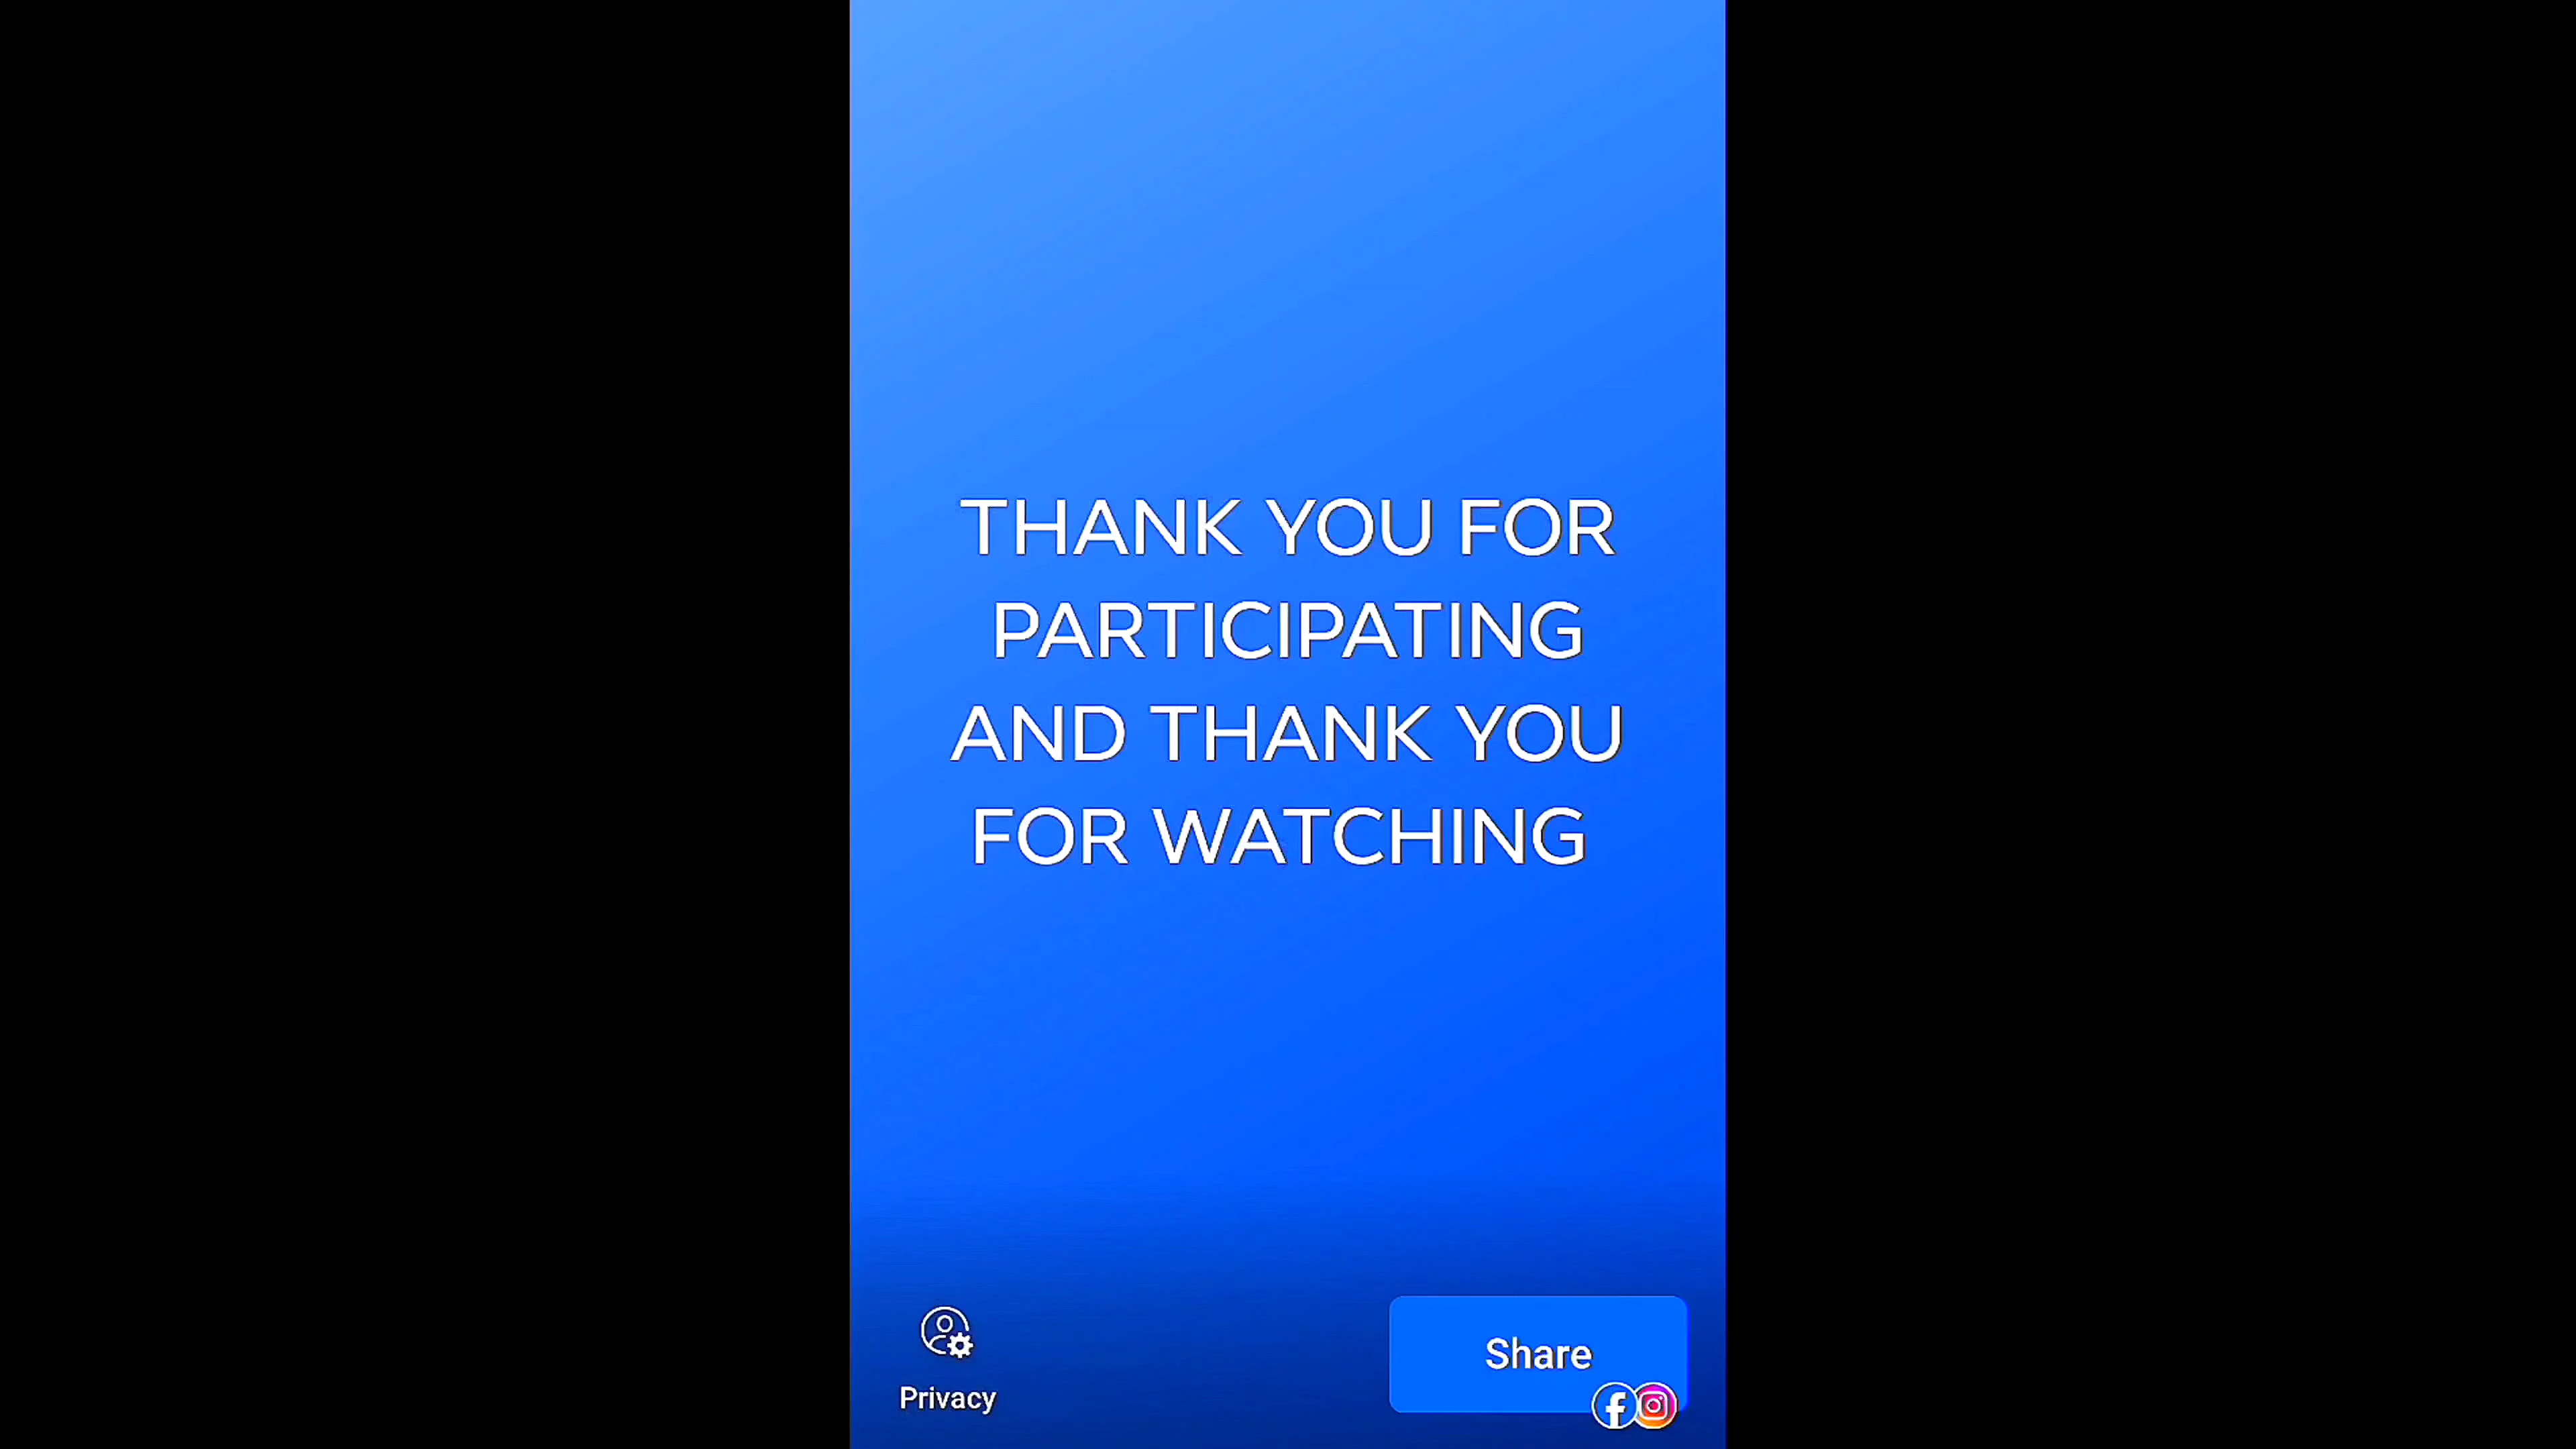 THANK YOU FOR
PARTICIPATING
AND THANK YOU
FOR WATCHING
Privacy
Share